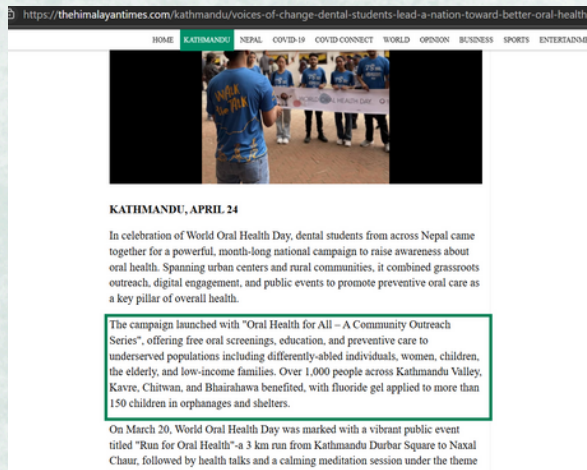 https://thehimalayantimes.com/kathmandu/voices-of-change-dental-students-lead-a-nation-toward-better-oral-health
HOME KATHMANDU NEPAL COVID-19 COVID CONNECT WORLD OPINION BUSINESS SPORTS ENTERTAINME
WALK
the TALK
WORLD ORAL HEALTH DAY
KATHMANDU, APRIL 24
In celebration of World Oral Health Day, dental students from across Nepal came
together for a powerful, month-long national campaign to raise awareness about
oral health. Spanning urban centers and rural communities, it combined grassroots
outreach, digital engagement, and public events to promote preventive oral care as
a key pillar of overall health.
The campaign launched with "Oral Health for All – A Community Outreach
Series", offering free oral screenings, education, and preventive care to
underserved populations including differently-abled individuals, women, children,
the elderly, and low-income families. Over 1,000 people across Kathmandu Valley,
Kavre, Chitwan, and Bhairahawa benefited, with fluoride gel applied to more than
150 children in orphanages and shelters.
On March 20, World Oral Health Day was marked with a vibrant public event
titled "Run for Oral Health"-a 3 km run from Kathmandu Durbar Square to Naxal
Chaur, followed by health talks and a calming meditation session under the theme